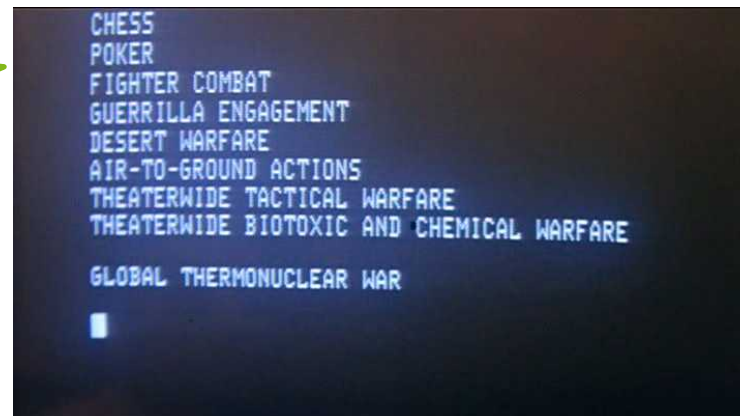 CHESS
POKER
FIGHTER COMBAT
GUERRILLA ENGAGEMENT
DESERT WARFARE
AIR-TO-GROUND ACTIONS
THEATERWIDE TACTICAL WARFARE
THEATERWIDE BIOTOXIC AND CHEMICAL WARFARE
GLOBAL THERMONUCLEAR WAR